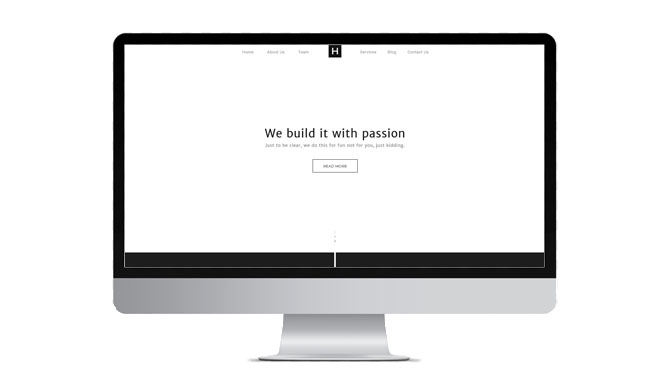 Home About Us Team H Services Blog Contact Us
We build it with passion
Just to be clear, we do this for fun not for you, just kidding.
READ MORE